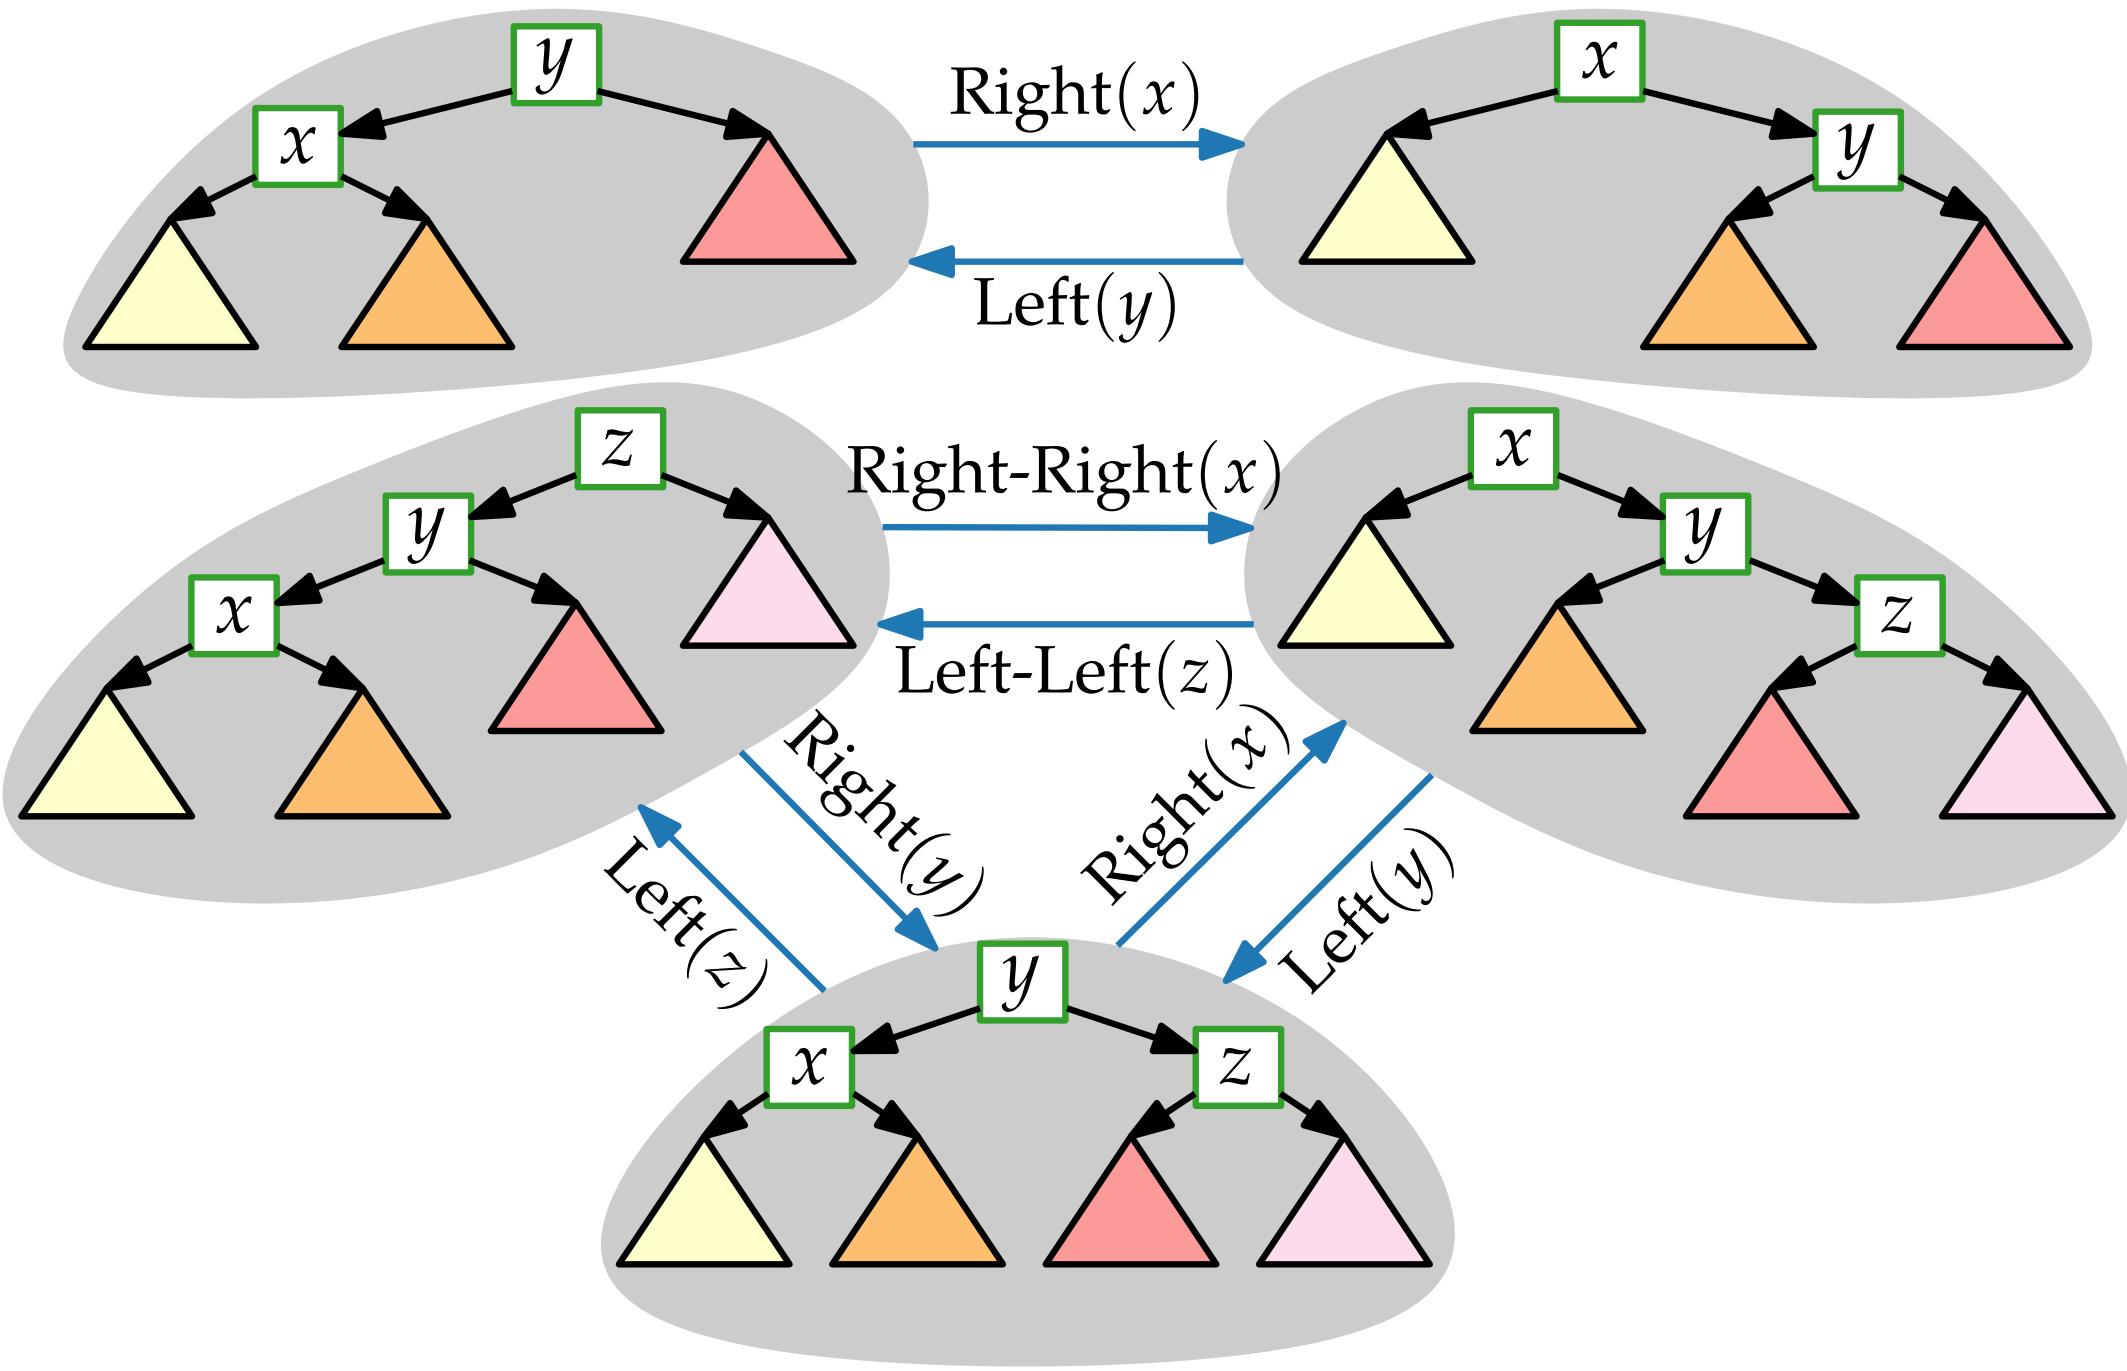 y
x
Right(x)
Left(y)
x
y
z
y
x
Right-Right(x)
Left-Left(z)
x
y
z
Right(y)
Left(z)
Right(x)
Left(y)
y
x
z